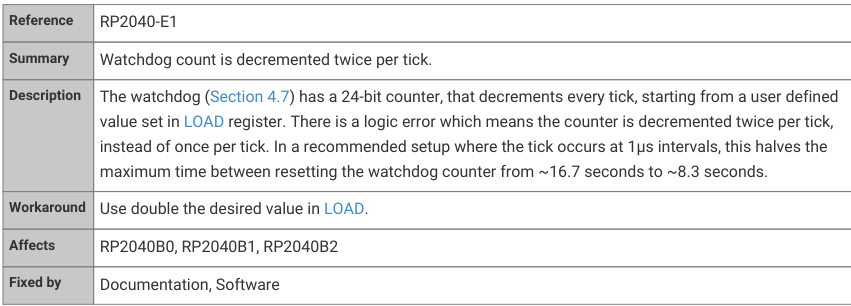 Reference RP2040-E1
Summary Watchdog count is decremented twice per tick.
Description The watchdog (Section 4.7) has a 24-bit counter, that decrements every tick, starting from a user defined
value set in LOAD register. There is a logic error which means the counter is decremented twice per tick,
instead of once per tick. In a recommended setup where the tick occurs at 1μs intervals, this halves the
maximum time between resetting the watchdog counter from ~16.7 seconds to ~8.3 seconds.
Workaround Use double the desired value in LOAD.
Affects RP2040B0, RP2040B1, RP2040B2
Fixed by Documentation, Software